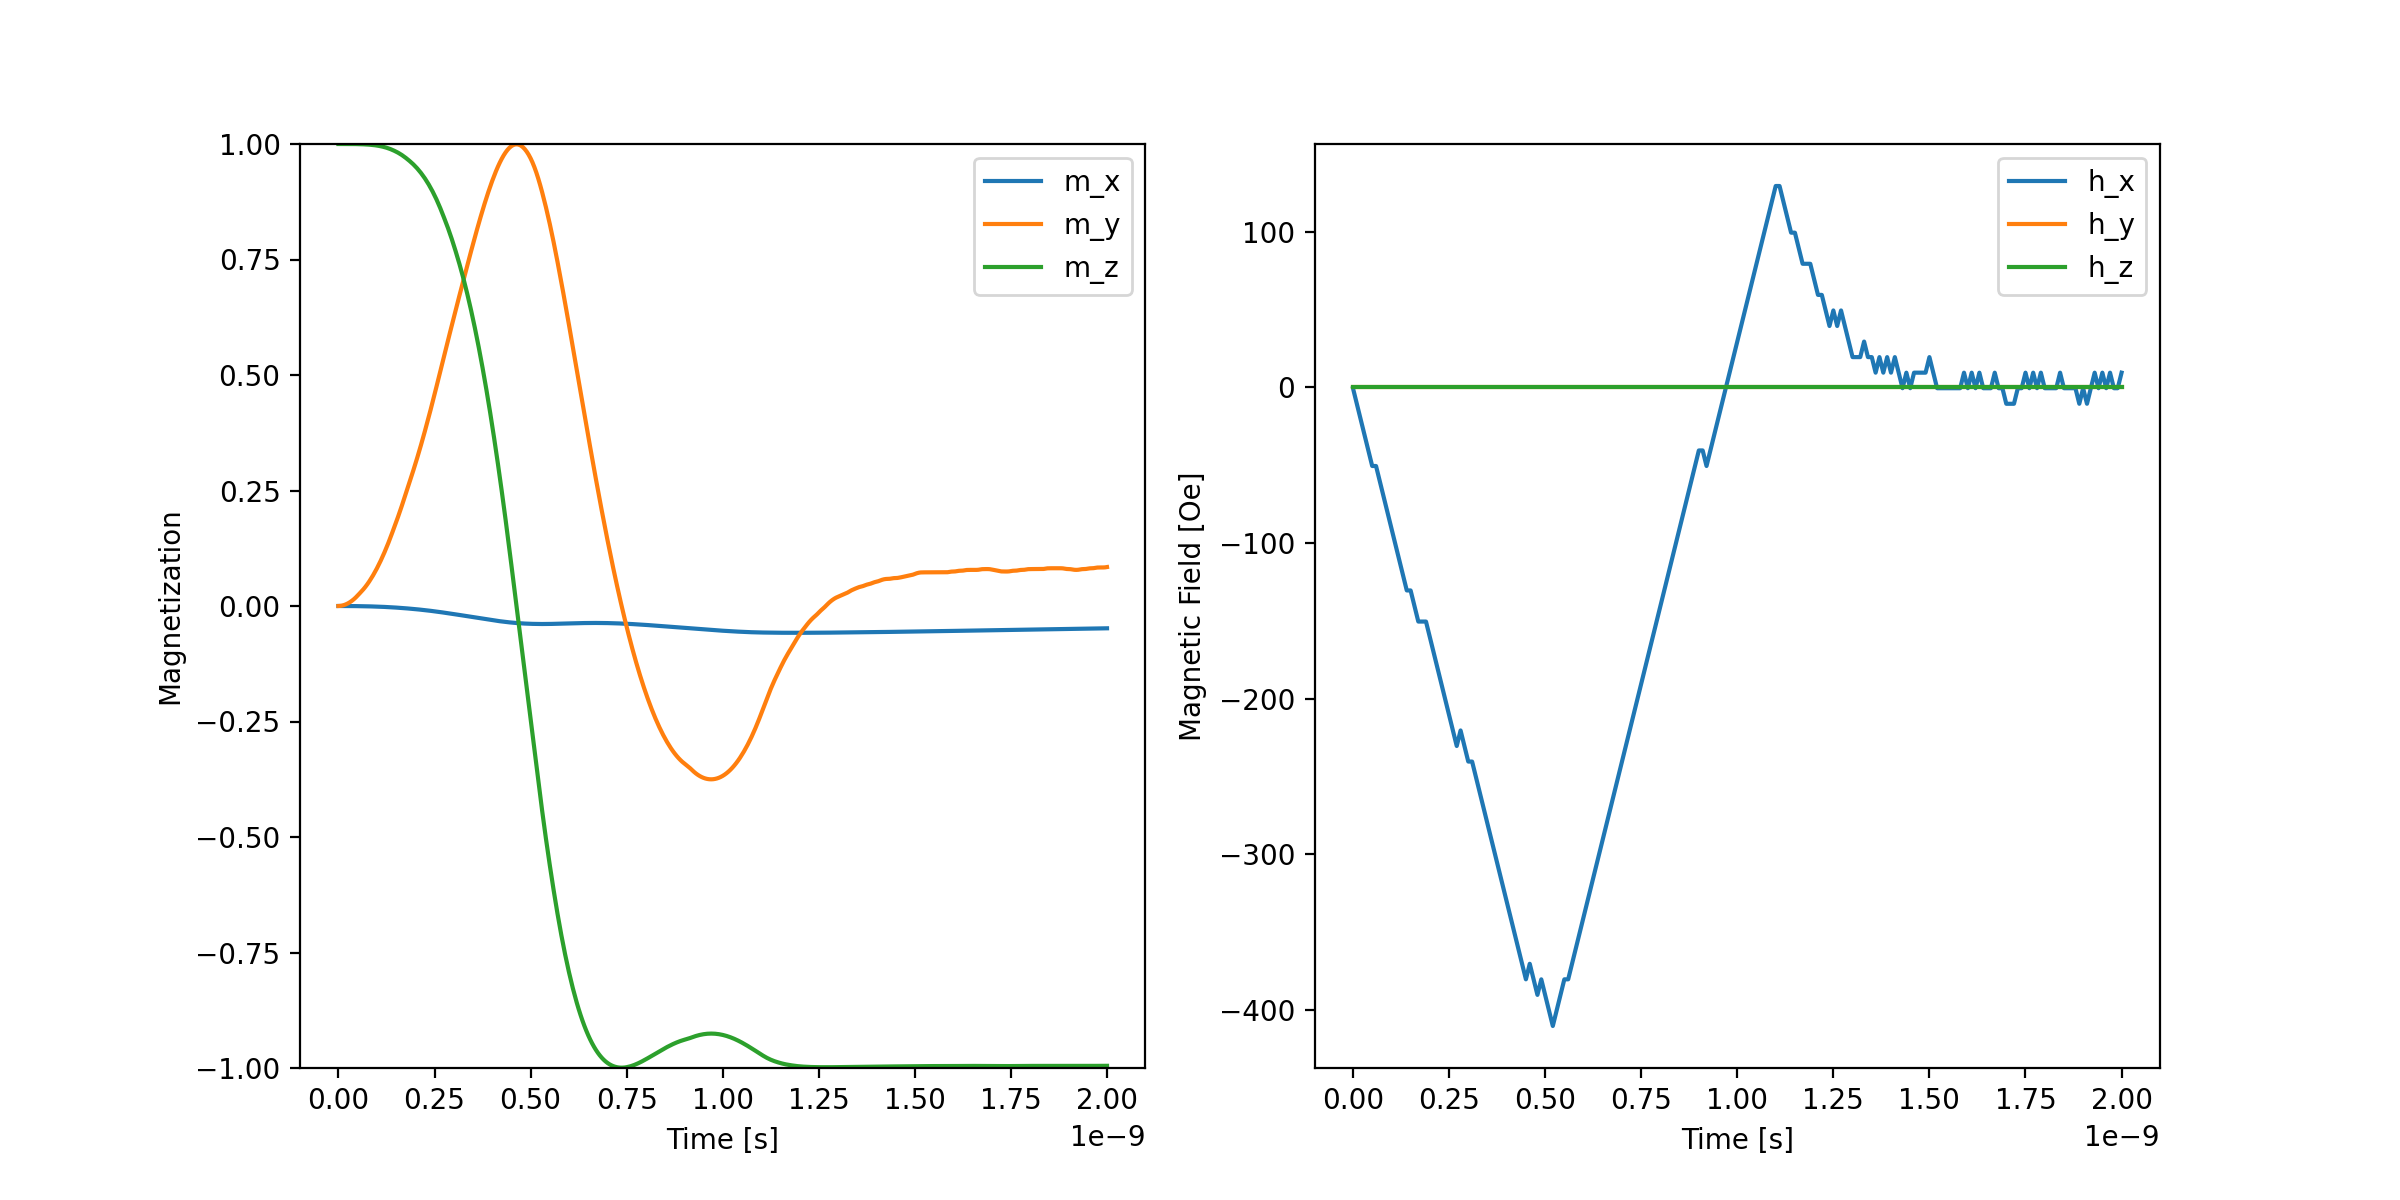 1.00
0.75
0.50
0.25
0.00
−0.25
−0.50
−0.75
−1.00
Magnetization
m_x
m_y
m_z
0.00 0.25 0.50 0.75 1.00 1.25 1.50 1.75 2.00
1e−9
Time [s]
100
0
−100
−200
−300
−400
Magnetic Field [Oe]
h_x
h_y
h_z
0.00 0.25 0.50 0.75 1.00 1.25 1.50 1.75 2.00
1e−9
Time [s]